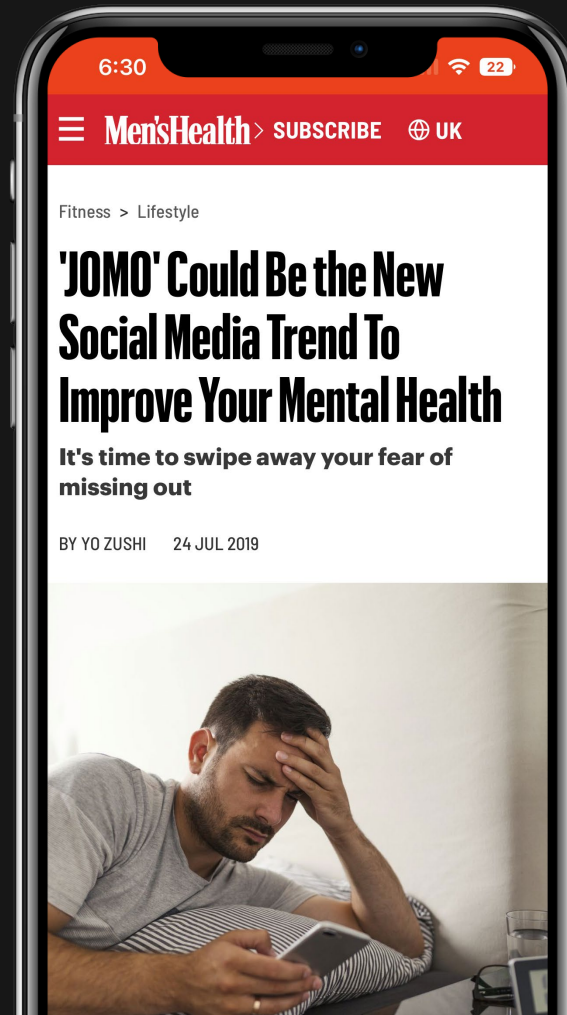 6:30
22
Men'sHealth > SUBSCRIBE UK
Fitness > Lifestyle
'JOMO' Could Be the New
Social Media Trend To
Improve Your Mental Health
It's time to swipe away your fear of
missing out
BY YO ZUSHI 24 JUL 2019